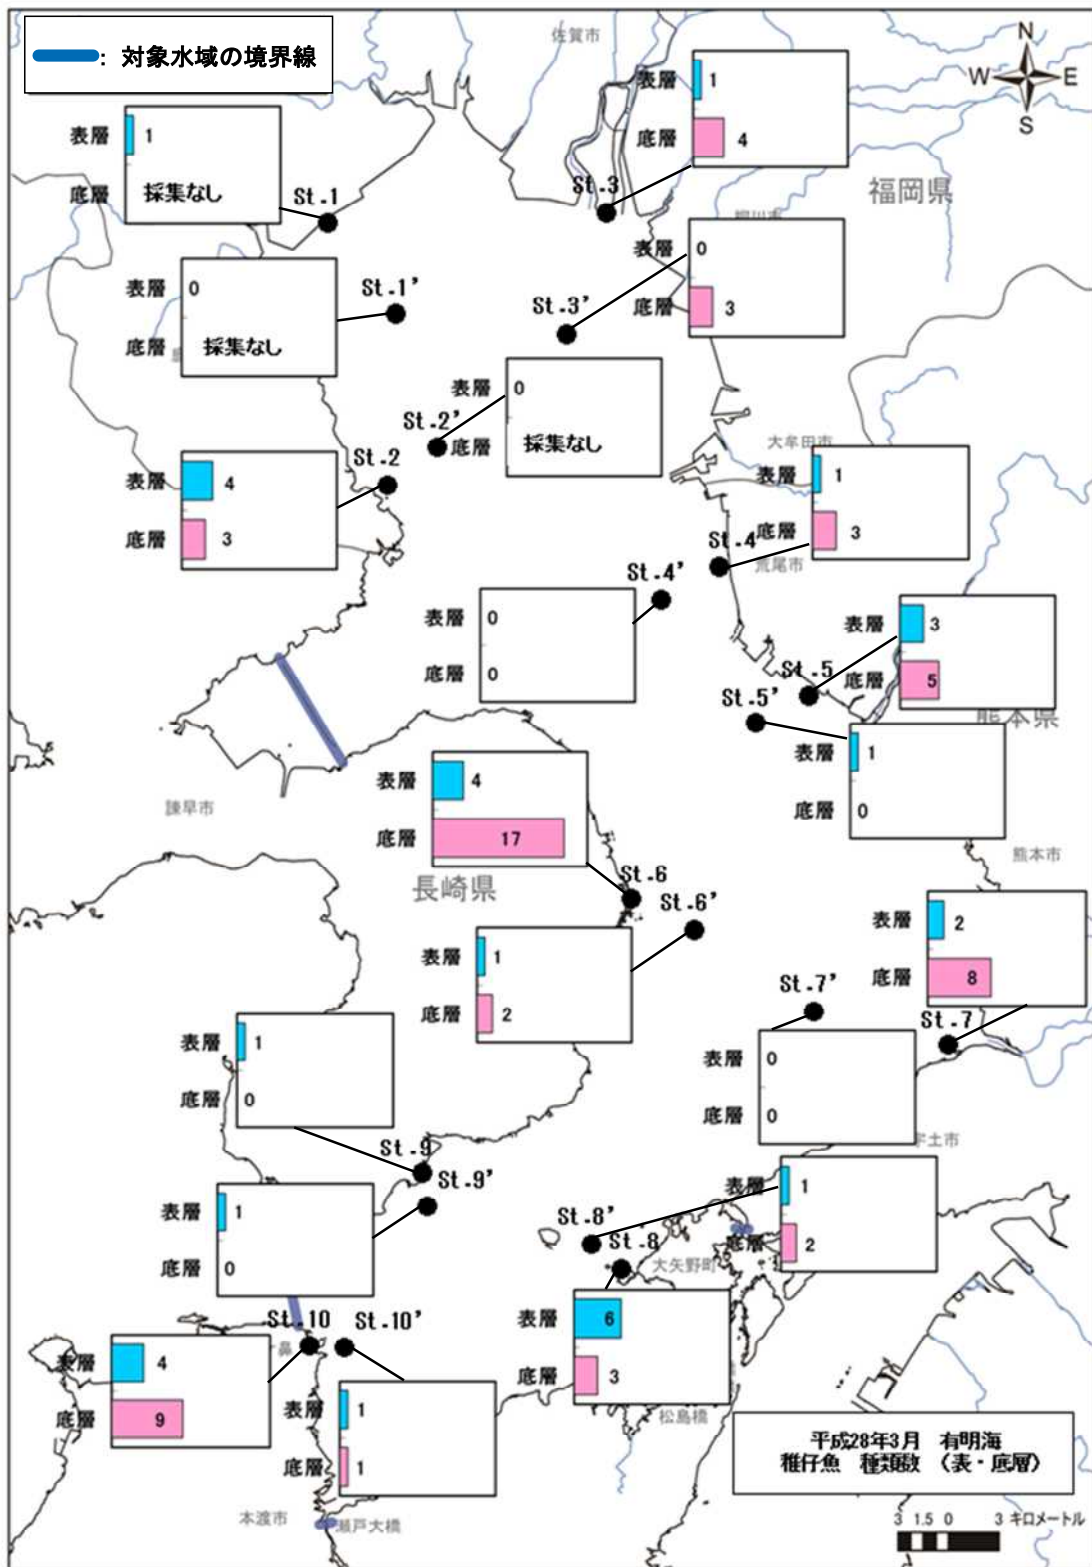 : 対象水域の境界線
佐賀市
N
W E
S
表層 1
底層 4
St.3
福岡県
表層 1
底層 採集なし
St.1
表層 0
底層 3
St.3'
表層 0
底層 採集なし
St.1'
表層 0
底層 採集なし
St.2'
大牟田市
表層 4
底層 3
St.2
表層 1
底層 3
St.4
荒尾市
St.4'
表層 0
底層 0
表層 3
底層 5
St.5
熊本県
St.5'
表層 1
底層 0
諫早市
表層 4
底層 17
長崎県
St.6
熊本市
St.6'
表層 1
底層 2
表層 2
底層 8
St.7
St.7'
表層 0
底層 0
宇土市
表層 1
底層 0
St.9
St.9'
表層 1
底層 0
St.8'
表層 1
底層 2
St.8
大矢野町
表層 6
底層 3
松島橋
St.10
鼻
表層 4
底層 9
St.10'
表層 1
底層 1
平成28年3月 有明海
稚仔魚 種類数 (表・底層)
本渡市
瀬戸大橋
3 1.5 0 3 キロメートル